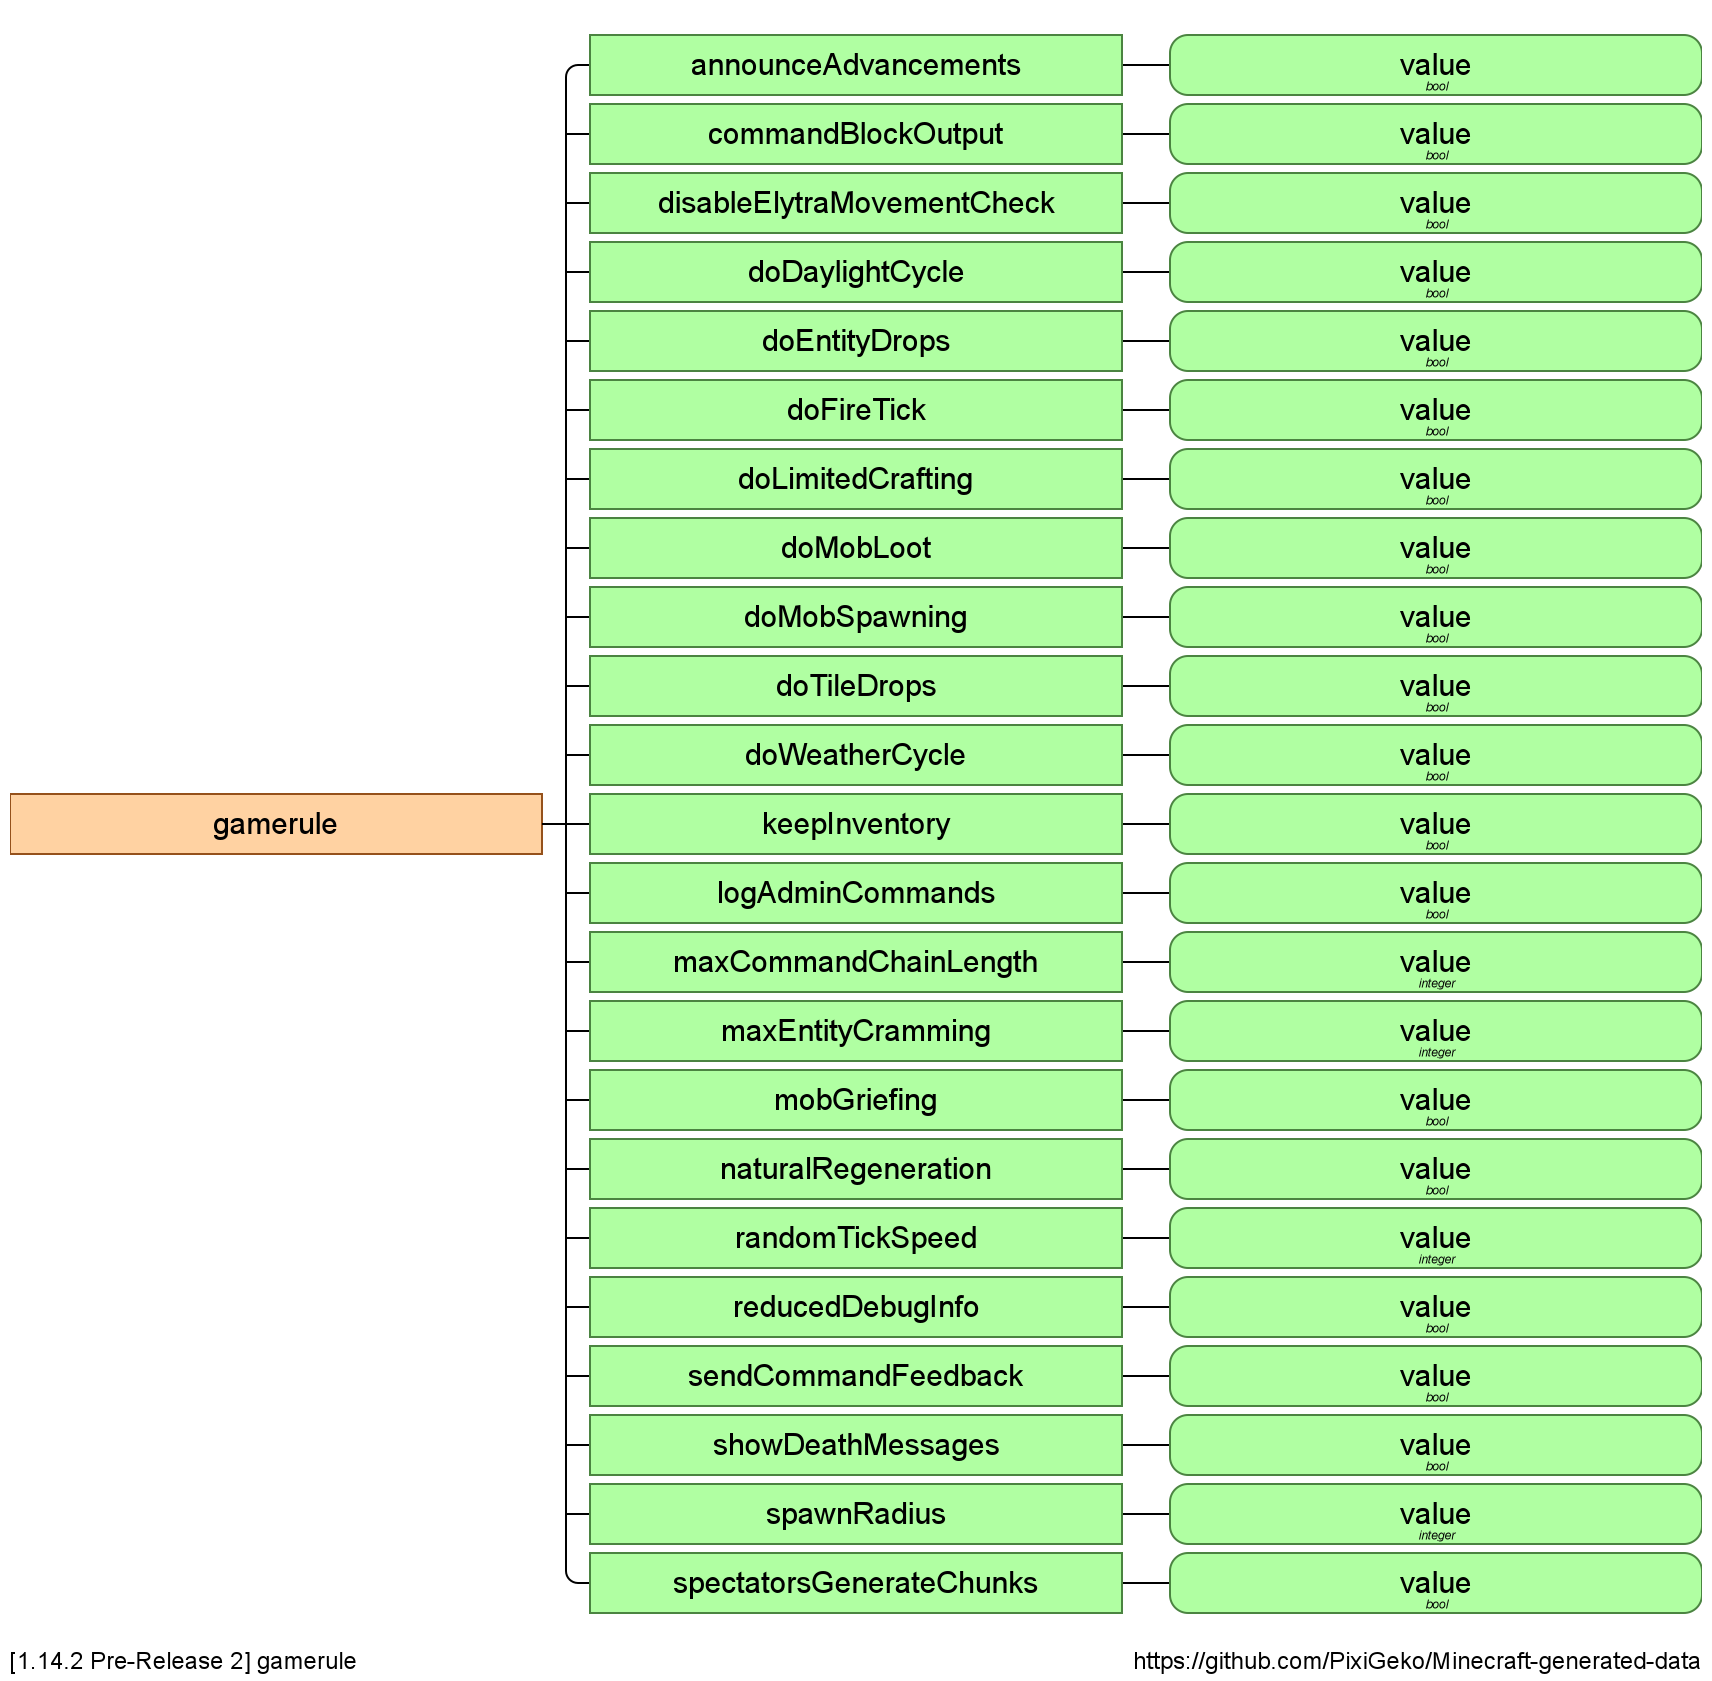 announceAdvancements
value
bool
commandBlockOutput
value
bool
disableElytraMovementCheck
value
bool
doDaylightCycle
value
bool
doEntityDrops
value
bool
doFireTick
value
bool
doLimitedCrafting
value
bool
doMobLoot
value
bool
doMobSpawning
value
bool
doTileDrops
value
bool
doWeatherCycle
value
bool
gamerule
keepInventory
value
bool
logAdminCommands
value
bool
maxCommandChainLength
value
integer
maxEntityCramming
value
integer
mobGriefing
value
bool
naturalRegeneration
value
bool
randomTickSpeed
value
integer
reducedDebugInfo
value
bool
sendCommandFeedback
value
bool
showDeathMessages
value
bool
spawnRadius
value
integer
spectatorsGenerateChunks
value
bool
[1.14.2 Pre-Release 2] gamerule
https://github.com/PixiGeko/Minecraft-generated-data